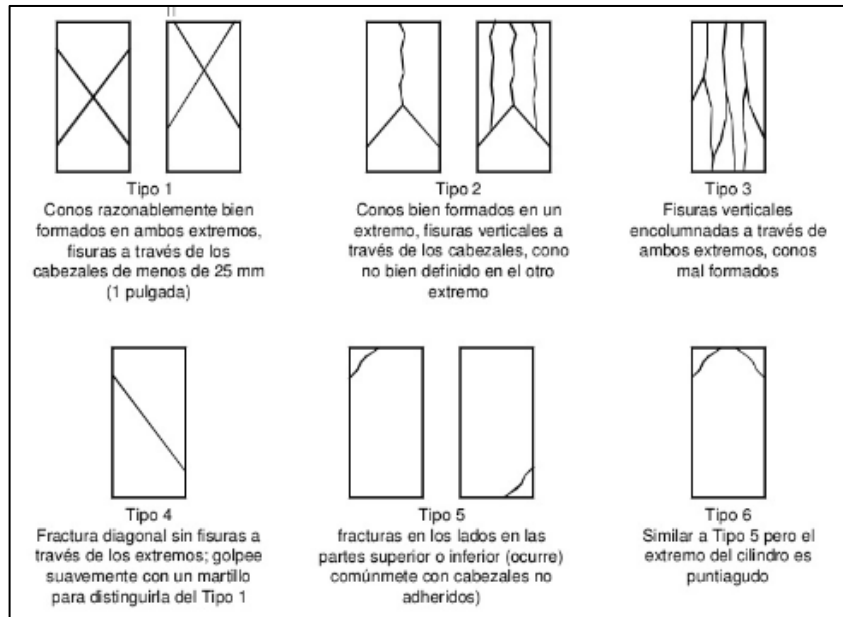 Tipo 1
Conos razonablemente bien
formados en ambos extremos,
fisuras a través de los
cabezales de menos de 25 mm
(1 pulgada)
Tipo 2
Conos bien formados en un
extremo, fisuras verticales a
través de los cabezales, cono
no bien definido en el otro
extremo
Tipo 3
Fisuras verticales
encolumnadas a través de
ambos extremos, conos
mal formados
Tipo 4
Fractura diagonal sin fisuras a
través de los extremos; golpee
suavemente con un martillo
para distinguirla del Tipo 1
Tipo 5
fracturas en los lados en las
partes superior o inferior (ocurre)
comúnmete con cabezales no
adheridos)
Tipo 6
Similar a Tipo 5 pero el
extremo del cilindro es
puntiagudo